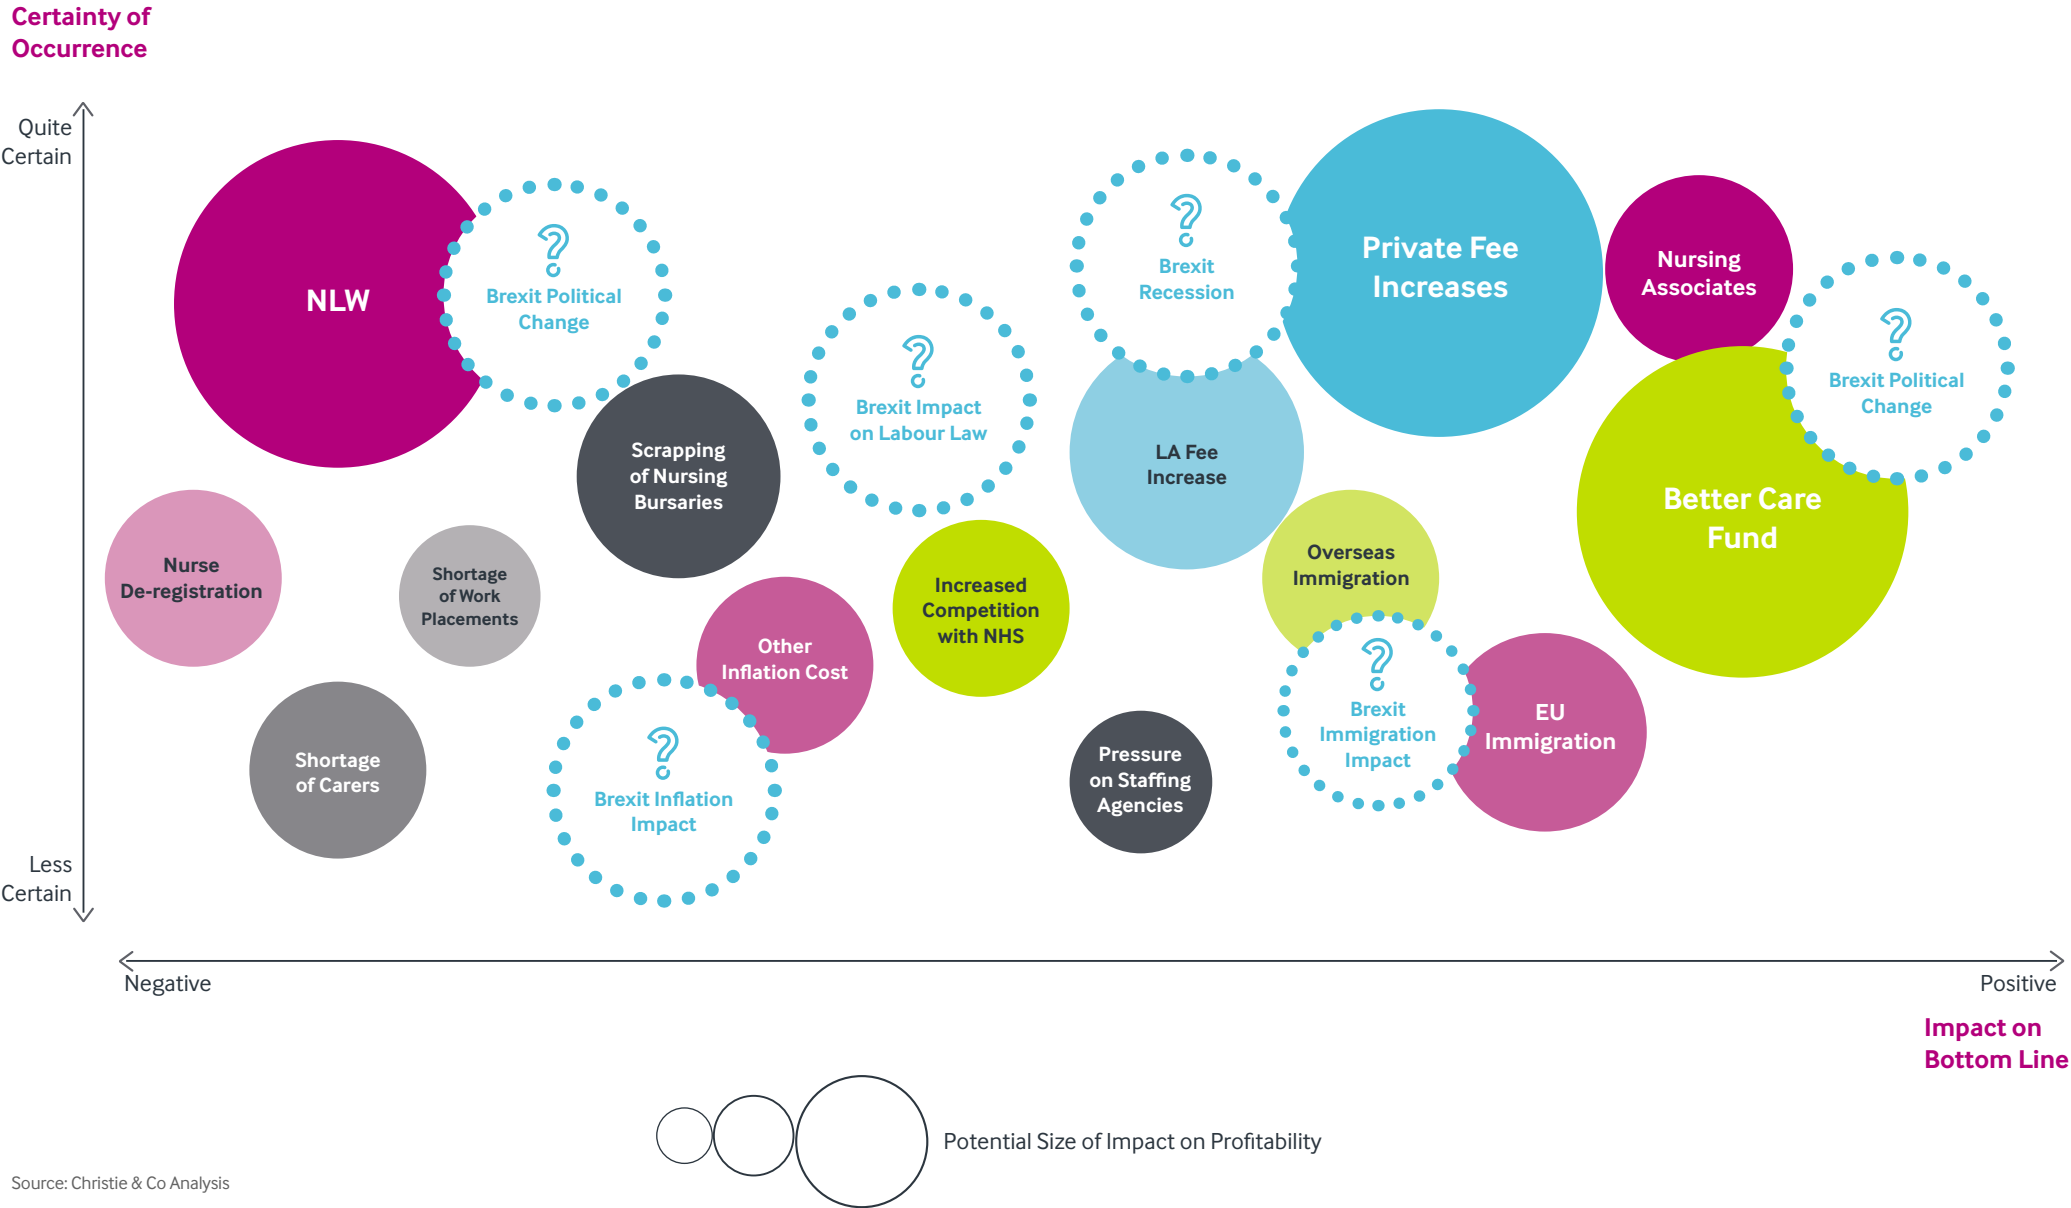 Certainty of
Occurrence
Quite
Certain
NLW
?
Brexit Political
Change
?
Brexit
Recession
Private Fee
Increases
Nursing
Associates
?
Brexit Political
Change
?
Brexit Impact
on Labour Law
Scrapping
of Nursing
Bursaries
LA Fee
Increase
Better Care
Fund
Nurse
De-registration
Shortage
of Work
Placements
Increased
Competition
with NHS
Overseas
Immigration
Other
Inflation Cost
?
Brexit
Immigration
Impact
EU
Immigration
Shortage
of Carers
?
Brexit Inflation
Impact
Pressure
on Staffing
Agencies
Less
Certain
Negative
Positive
Impact on
Bottom Line
Potential Size of Impact on Profitability
Source: Christie & Co Analysis